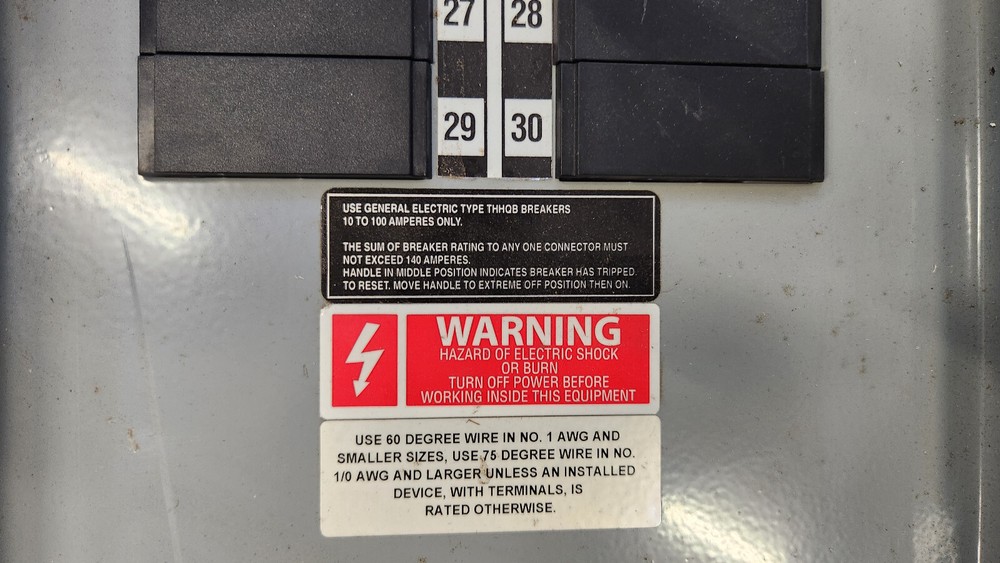 27 28
29 30
USE GENERAL ELECTRIC TYPE THHQB BREAKERS
10 TO 100 AMPERES ONLY.
THE SUM OF BREAKER RATING TO ANY ONE CONNECTOR MUST
NOT EXCEED 140 AMPERES.
HANDLE IN MIDDLE POSITION INDICATES BREAKER HAS TRIPPED.
TO RESET. MOVE HANDLE TO EXTREME OFF POSITION THEN ON.
WARNING
HAZARD OF ELECTRIC SHOCK
OR BURN
TURN OFF POWER BEFORE
WORKING INSIDE THIS EQUIPMENT
USE 60 DEGREE WIRE IN NO. 1 AWG AND
SMALLER SIZES, USE 75 DEGREE WIRE IN NO.
1/0 AWG AND LARGER UNLESS AN INSTALLED
DEVICE, WITH TERMINALS, IS
RATED OTHERWISE.